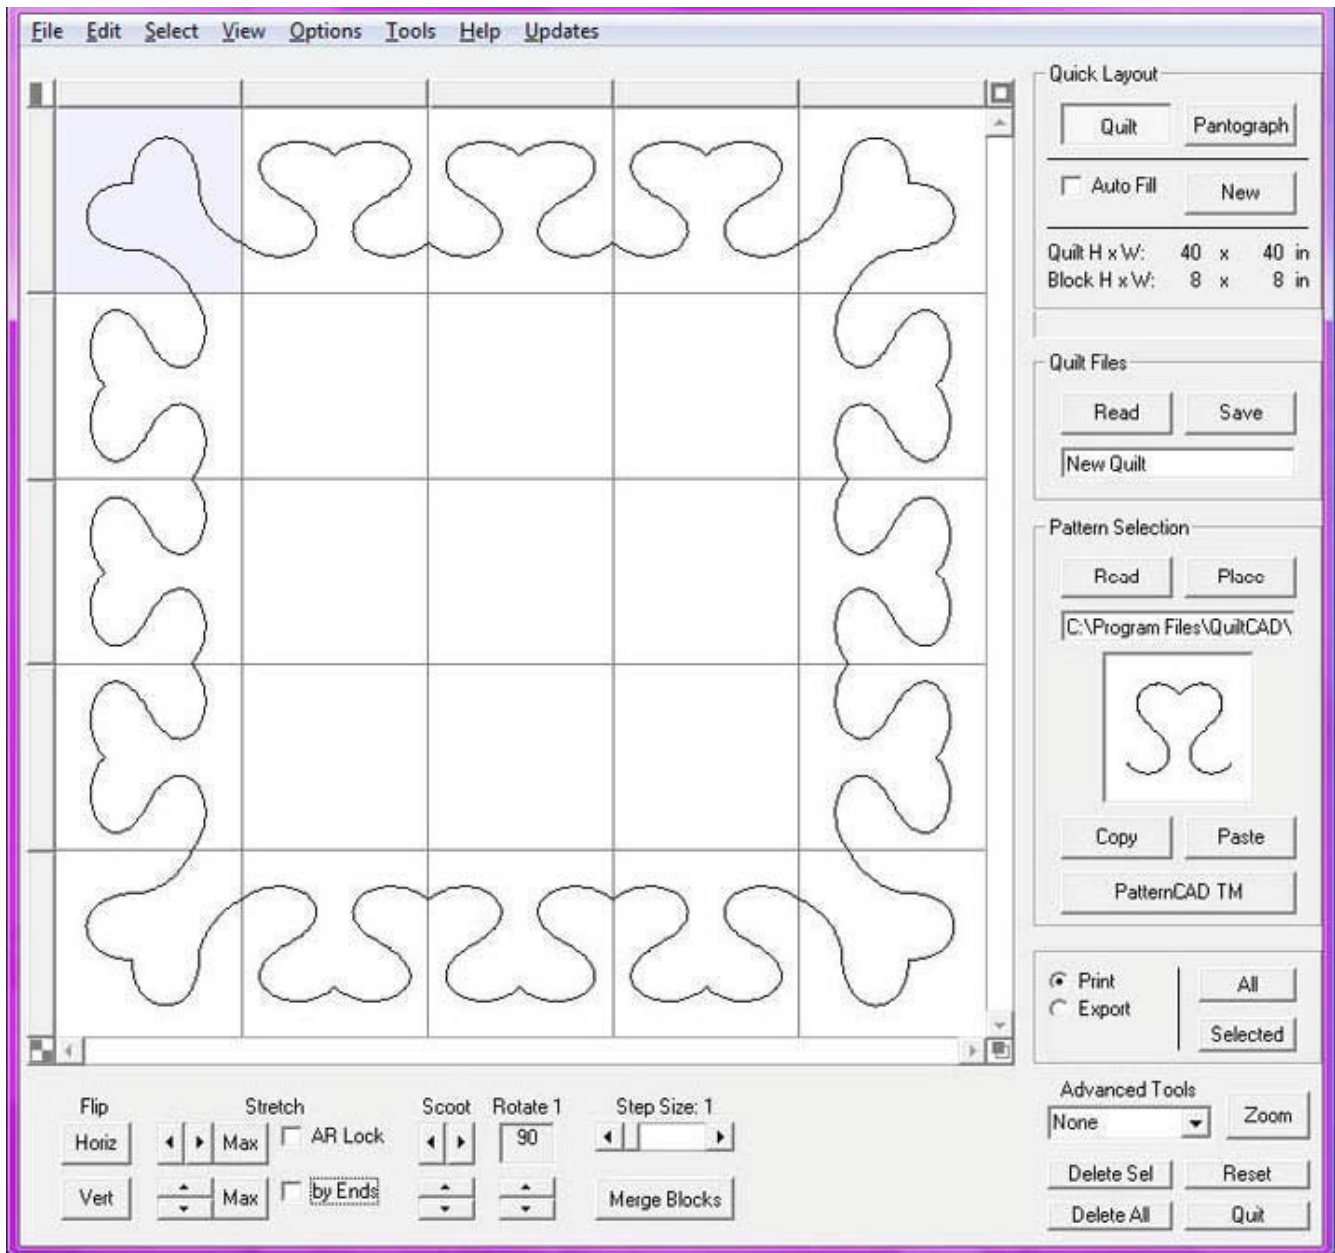 File Edit Select View Options Tools Help Updates
Quick Layout
Quilt Pantograph
Auto Fill New
Quilt H x W: 40 x 40 in
Block H x W: 8 x 8 in
Quilt Files
Read Save
New Quilt
Pattern Selection
Read Place
C:\Program Files\QuiltCAD\
Copy Paste
PatternCAD TM
Print All
Export
Selected
Advanced Tools
None Zoom
Delete Sel Reset
Delete All Quit
Flip Stretch Scoot Rotate 1 Step Size: 1
Horiz Max AR Lock 90
Vert Max by Ends Merge Blocks